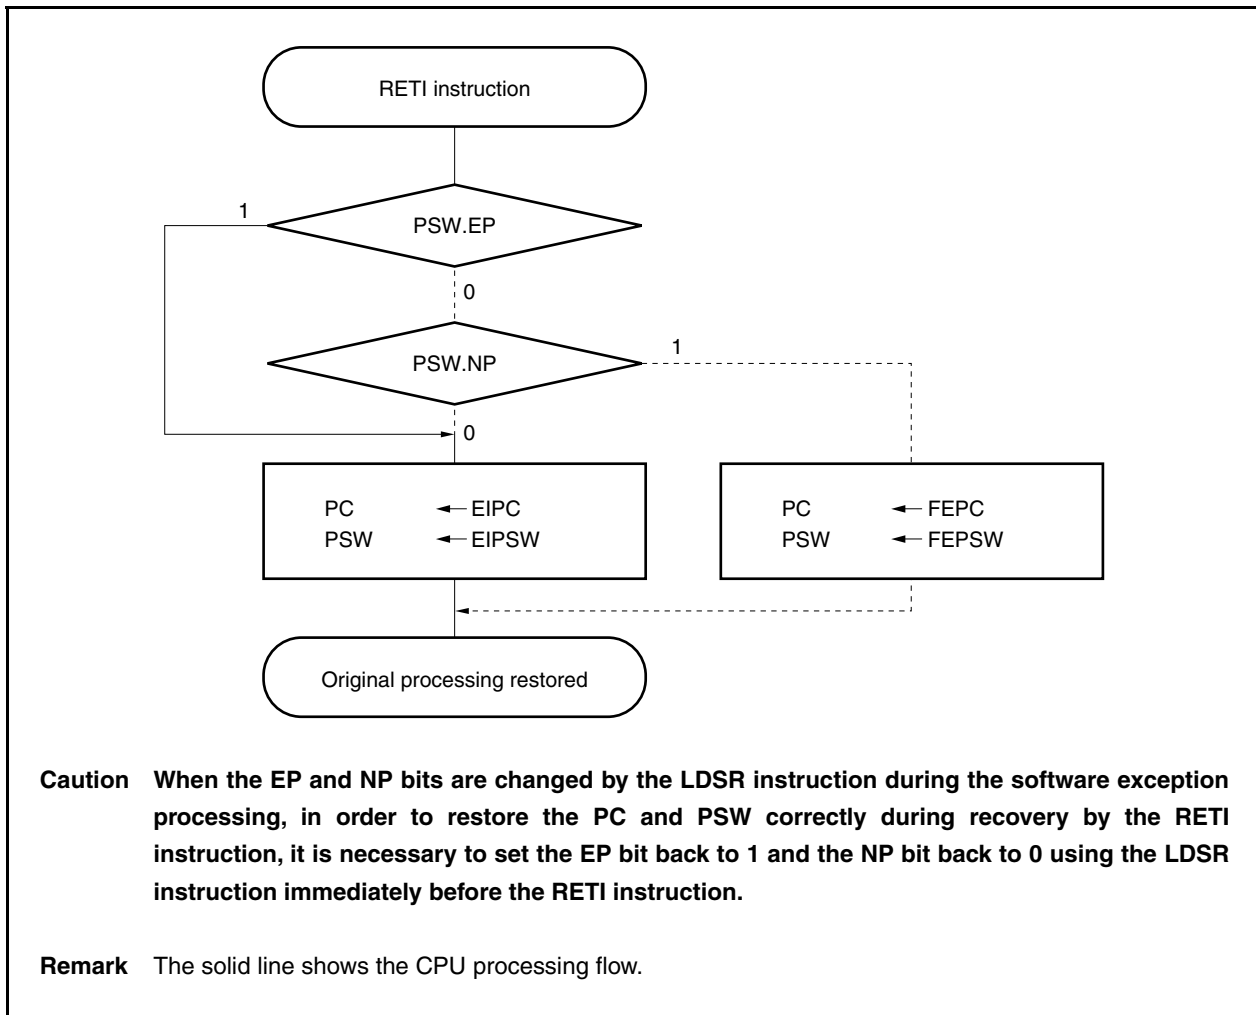 RETI instruction
1
PSW.EP
0
PSW.NP
1
0
PC ← EIPC
PSW ← EIPSW
PC ← FEPC
PSW ← FEPSW
Original processing restored
Caution When the EP and NP bits are changed by the LDSR instruction during the software exception
processing, in order to restore the PC and PSW correctly during recovery by the RETI
instruction, it is necessary to set the EP bit back to 1 and the NP bit back to 0 using the LDSR
instruction immediately before the RETI instruction.
Remark The solid line shows the CPU processing flow.